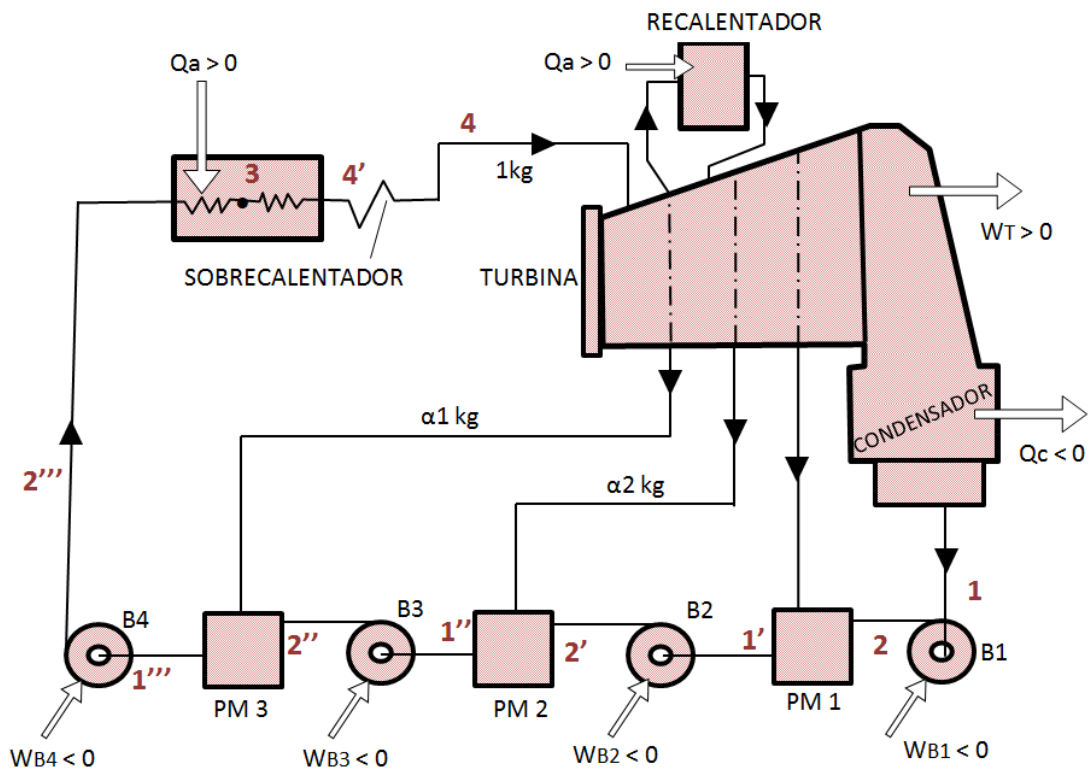 RECALENTADOR
Qa > 0
Qa > 0
4
3
4’
1kg
WT > 0
SOBRECALENTADOR
TURBINA
CONDENSADOR
α1 kg
Qc < 0
2’’’
α2 kg
1
B4
B3
B2
2’’
1’’
2’
1’
2
B1
1’’’
PM 3
PM 2
PM 1
WB4 < 0
WB3 < 0
WB2 < 0
WB1 < 0